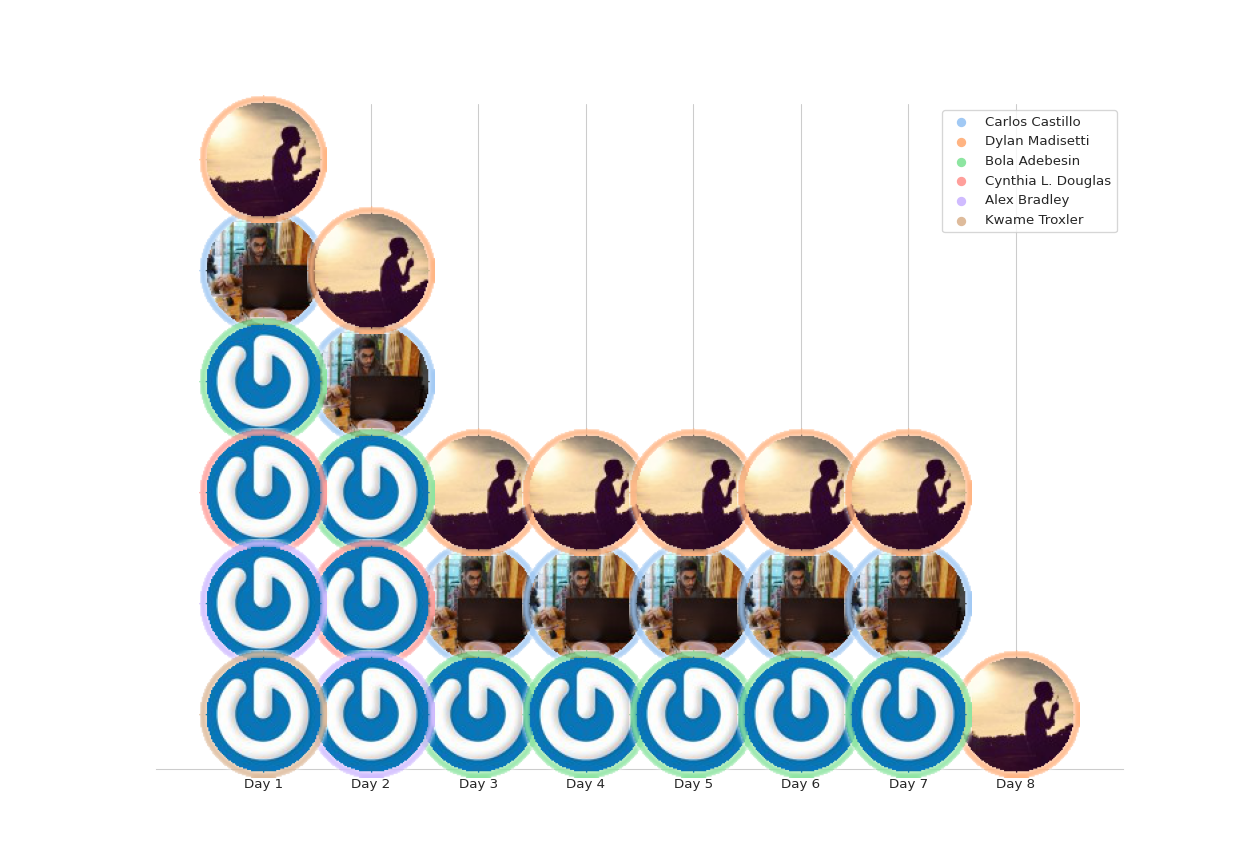 Carlos Castillo
Dylan Madisetti
Bola Adebesin
Cynthia L. Douglas
Alex Bradley
Kwame Troxler
Day 1 Day 2 Day 3 Day 4 Day 5 Day 6 Day 7 Day 8